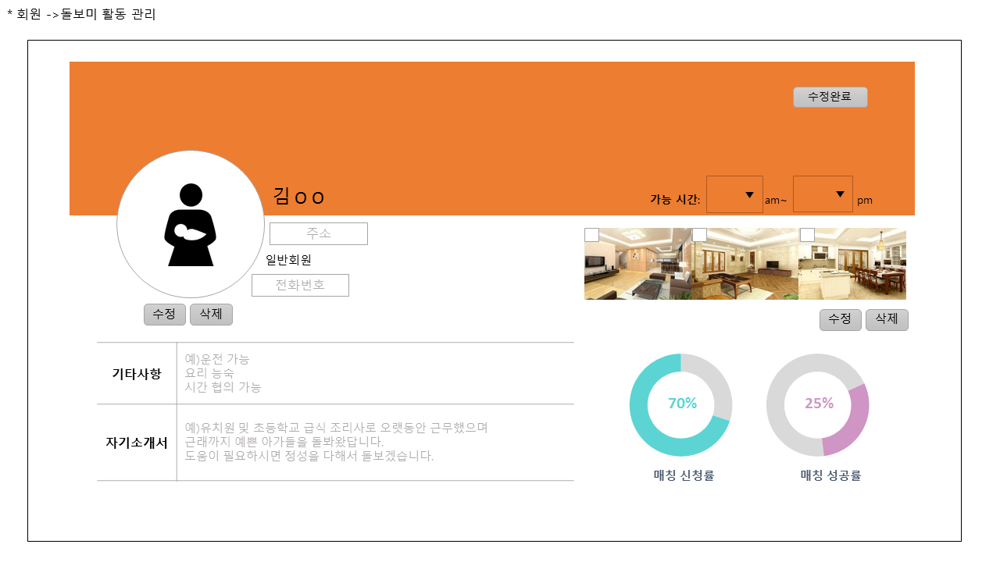 * 회원 ->돌보미 활동 관리
수정완료
김ㅇㅇ
가능 시간: am~ pm
주소
일반회원
전화번호
수정 삭제
수정 삭제
기타사항
예)운전 가능
요리 능숙
시간 협의 가능
자기소개서
예)유치원 및 초등학교 급식 조리사로 오랫동안 근무했으며
근래까지 예쁜 아가들을 돌봐왔답니다.
도움이 필요하시면 정성을 다해서 돌보겠습니다.
70%
25%
매칭 신청률
매칭 성공률